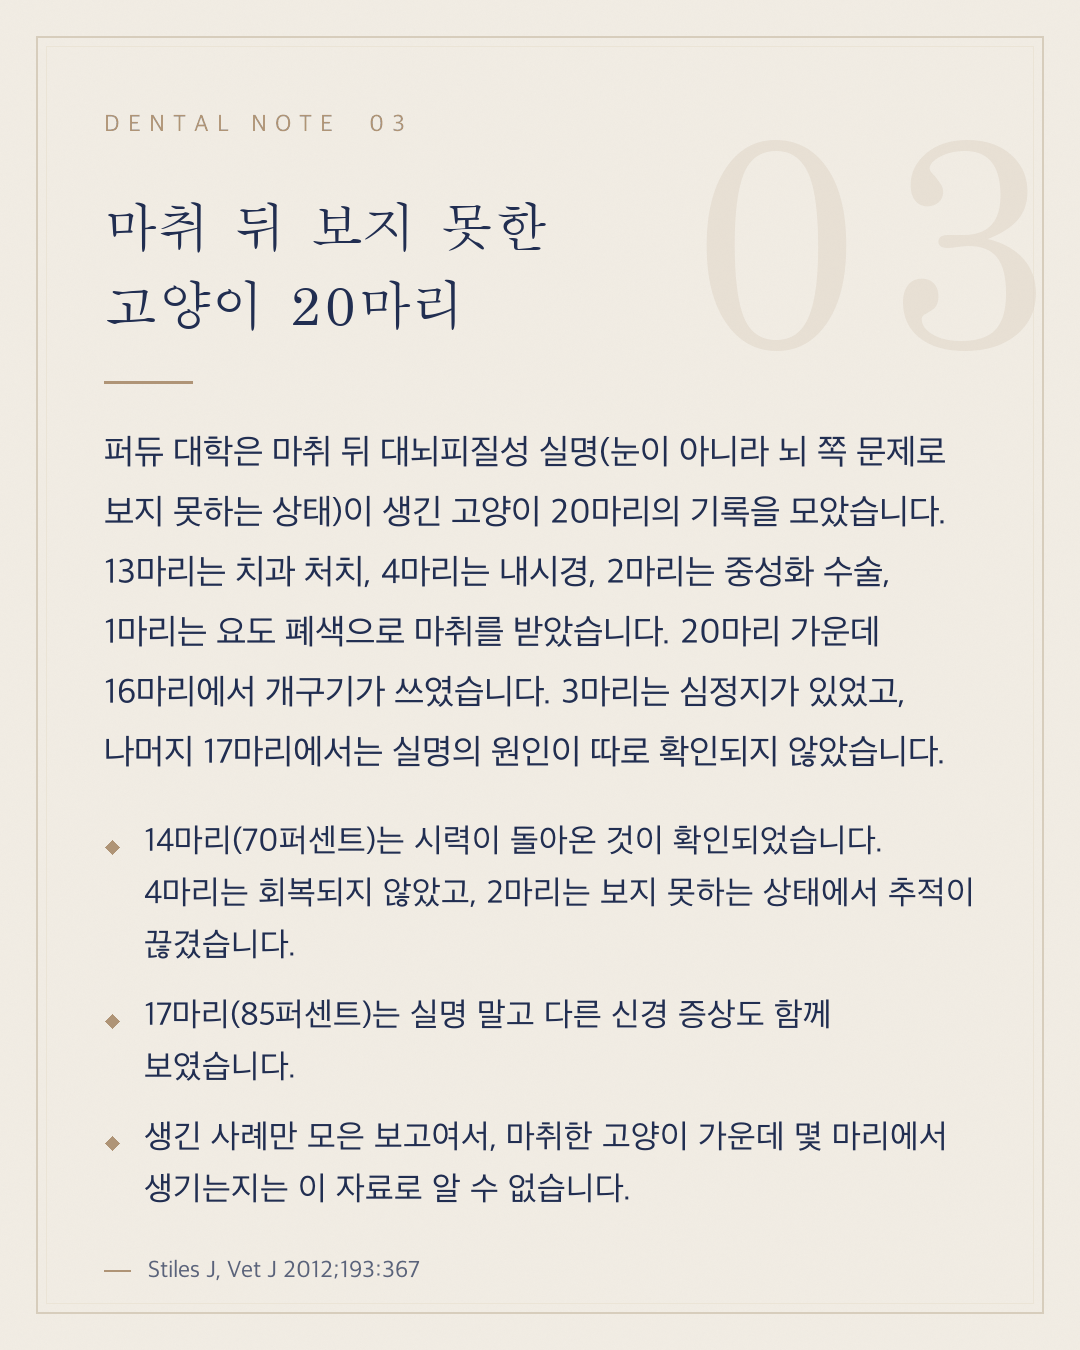 DENTAL NOTE 03
03
마취 뒤 보지 못한
고양이 20마리
퍼듀 대학은 마취 뒤 대뇌피질성 실명(눈이 아니라 뇌 쪽 문제로
보지 못하는 상태)이 생긴 고양이 20마리의 기록을 모았습니다.
13마리는 치과 처치, 4마리는 내시경, 2마리는 중성화 수술,
1마리는 요도 폐색으로 마취를 받았습니다. 20마리 가운데
16마리에서 개구기가 쓰였습니다. 3마리는 심정지가 있었고,
나머지 17마리에서는 실명의 원인이 따로 확인되지 않았습니다.
◆ 14마리(70퍼센트)는 시력이 돌아온 것이 확인되었습니다.
4마리는 회복되지 않았고, 2마리는 보지 못하는 상태에서 추적이
끊겼습니다.
◆ 17마리(85퍼센트)는 실명 말고 다른 신경 증상도 함께
보였습니다.
◆ 생긴 사례만 모은 보고여서, 마취한 고양이 가운데 몇 마리에서
생기는지는 이 자료로 알 수 없습니다.
— Stiles J, Vet J 2012;193:367